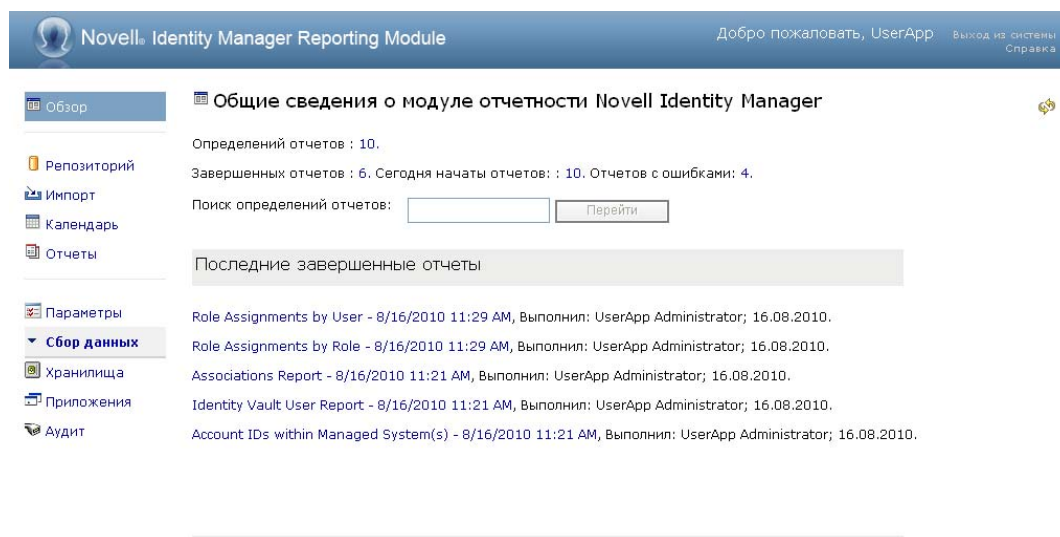 Novell® Identity Manager Reporting Module
Добро пожаловать, UserApp
Выход из системы
Справка
Обзор
Репозиторий
Импорт
Календарь
Отчеты
Параметры
Сбор данных
Хранилища
Приложения
Аудит
Общие сведения о модуле отчетности Novell Identity Manager
Определений отчетов : 10.
Завершенных отчетов : 6. Сегодня начаты отчетов: : 10. Отчетов с ошибками: 4.
Поиск определений отчетов:
Перейти
Последние завершенные отчеты
Role Assignments by User - 8/16/2010 11:29 AM, Выполнил: UserApp Administrator; 16.08.2010.
Role Assignments by Role - 8/16/2010 11:29 AM, Выполнил: UserApp Administrator; 16.08.2010.
Associations Report - 8/16/2010 11:21 AM, Выполнил: UserApp Administrator; 16.08.2010.
Identity Vault User Report - 8/16/2010 11:21 AM, Выполнил: UserApp Administrator; 16.08.2010.
Account IDs within Managed System(s) - 8/16/2010 11:21 AM, Выполнил: UserApp Administrator; 16.08.2010.